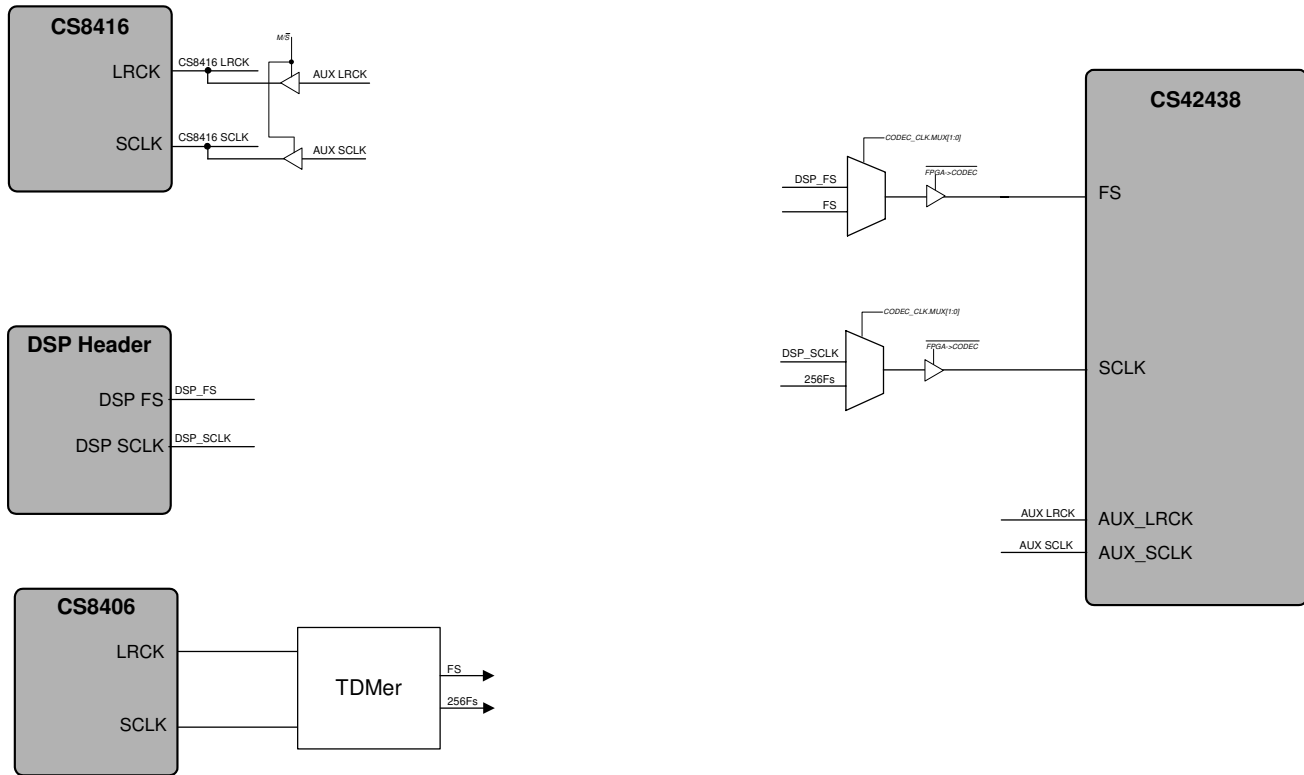 CS8416
LRCK
CS8416 LRCK
M/S
AUX LRCK
SCLK
CS8416 SCLK
AUX SCLK
DSP Header
DSP FS
DSP_FS
DSP SCLK
DSP_SCLK
CS8406
LRCK
SCLK
TDMer
FS
256Fs
CODEC_CLK.MUX[1:0]
DSP_FS
FS
FPGA->CODEC
CODEC_CLK.MUX[1:0]
DSP_SCLK
256Fs
FPGA->CODEC
CS42438
FS
SCLK
AUX LRCK
AUX_LRCK
AUX SCLK
AUX_SCLK